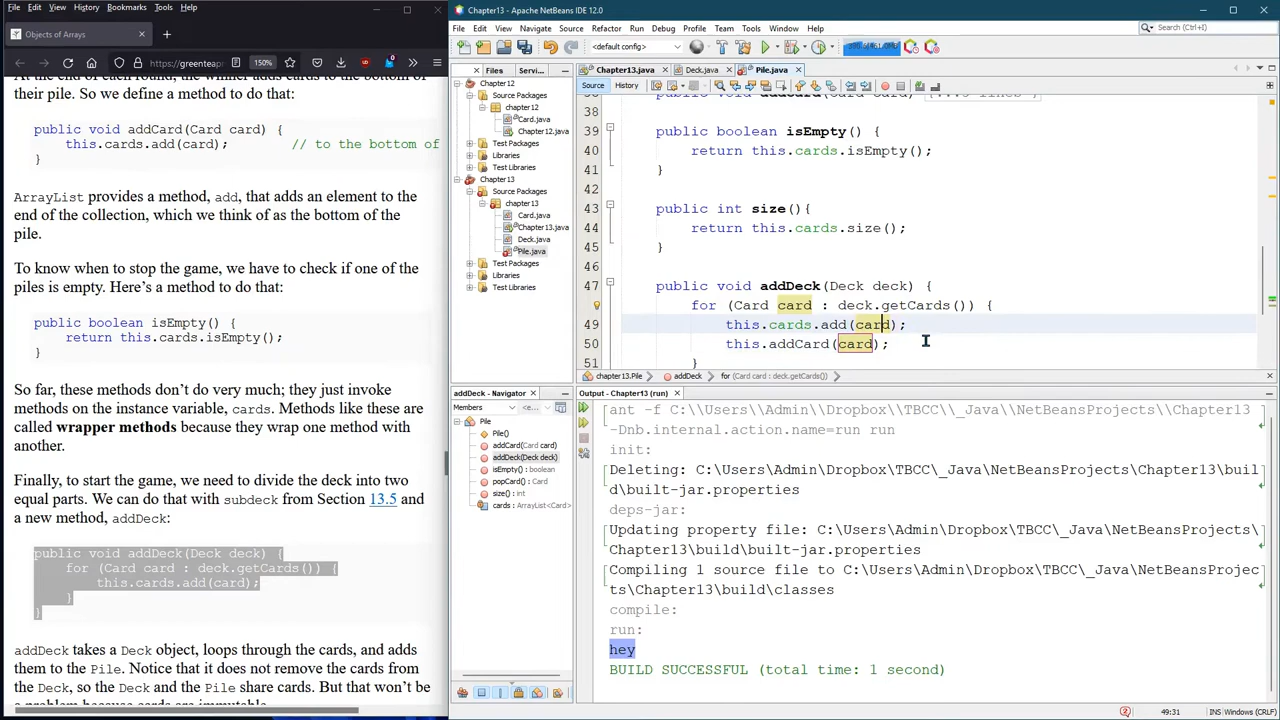 File Edit View History Bookmarks Tools Help
Objects of Arrays
https://greenteap 150%
their pile. So we define a method to do that:
public void addCard(Card card) {
this.cards.add(card); // to the bottom of
}
ArrayList provides a method, add, that adds an element to the
end of the collection, which we think of as the bottom of the
pile.
To know when to stop the game, we have to check if one of the
piles is empty. Here's a method to do that:
public boolean isEmpty() {
return this.cards.isEmpty();
}
So far, these methods don't do very much; they just invoke
methods on the instance variable, cards. Methods like these are
called wrapper methods because they wrap one method with
another.
Finally, to start the game, we need to divide the deck into two
equal parts. We can do that with subdeck from Section 13.5 and
a new method, addDeck:
public void addDeck(Deck deck) {
for (Card card : deck.getCards()) {
this.cards.add(card);
}
}
addDeck takes a Deck object, loops through the cards, and adds
them to the Pile. Notice that it does not remove the cards from
the Deck, so the Deck and the Pile share cards. But that won't be
Chapter13 - Apache NetBeans IDE 12.0
File Edit View Navigate Source Refactor Run Debug Profile Team Tools Window Help
Search (Ctrl+I)
<default config>
Files Servi...
Chapter12
Source Packages
chapter12
Card.java
Chapter12.java
Test Packages
Libraries
Test Libraries
Chapter13
Source Packages
chapter13
Card.java
Chapter13.java
Deck.java
Pile.java
Test Packages
Libraries
Test Libraries
Chapter13.java Deck.java Pile.java
Source History
38
39 public boolean isEmpty() {
40 return this.cards.isEmpty();
41 }
42
43 public int size(){
44 return this.cards.size();
45 }
46
47 public void addDeck(Deck deck) {
for (Card card : deck.getCards()) {
49 this.cards.add(card);
50 this.addCard(card);
51 }
chapter13.Pile addDeck for (Card card : deck.getCards())
addDeck - Navigator
Members <e...
Pile
Pile()
addCard(Card card)
addDeck(Deck deck)
isEmpty() : boolean
popCard() : Card
size() : int
cards : ArrayList<Card>
Output - Chapter13 (run)
ant -f C:\\Users\\Admin\\Dropbox\\TBCC\\_Java\\NetBeansProjects\\Chapter13
-Dnb.internal.action.name=run run
init:
Deleting: C:\Users\Admin\Dropbox\TBCC\_Java\NetBeansProjects\Chapter13\buil
d\built-jar.properties
deps-jar:
Updating property file: C:\Users\Admin\Dropbox\TBCC\_Java\NetBeansProjects\
Chapter13\build\built-jar.properties
Compiling 1 source file to C:\Users\Admin\Dropbox\TBCC\_Java\NetBeansProjec
ts\Chapter13\build\classes
compile:
run:
hey
BUILD SUCCESSFUL (total time: 1 second)
49:31 INS Windows (CRLF)